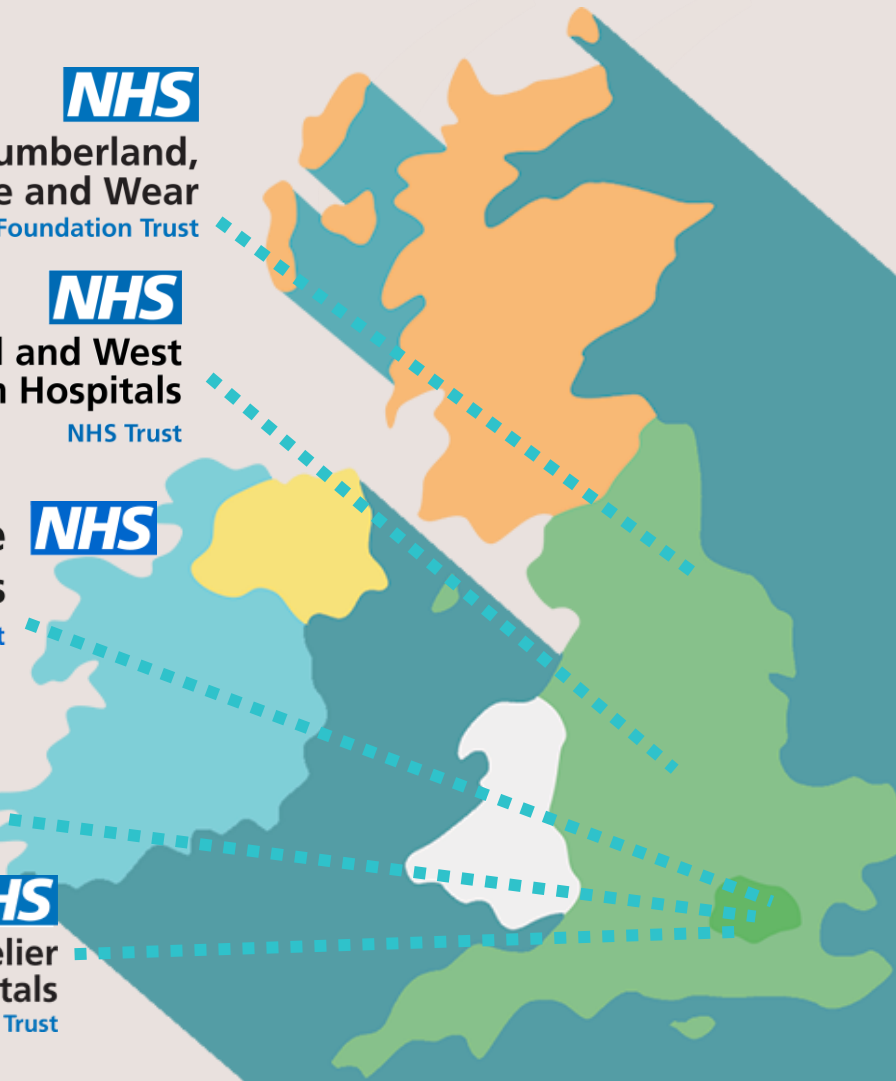 NHS
umberland,
e and Wear
Foundation Trust
NHS
l and West
n Hospitals
NHS Trust
e
NHS
s
t
HS
elier
tals
Trust